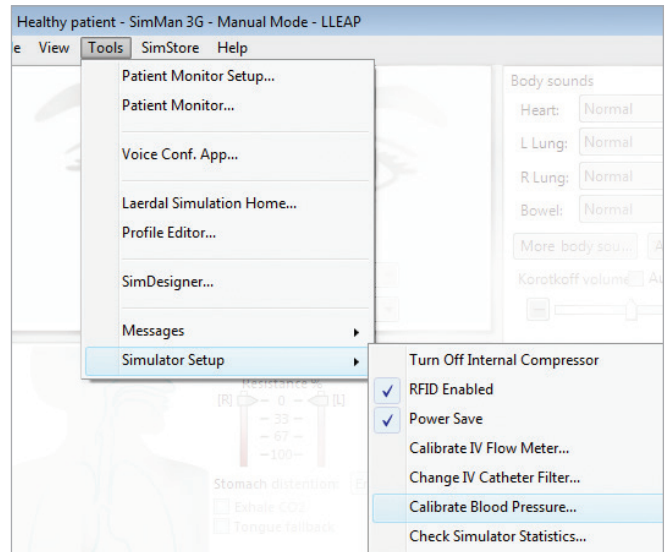 Healthy patient - SimMan 3G - Manual Mode - LLEAP
e View Tools SimStore Help
Patient Monitor Setup...
Patient Monitor...
Voice Conf. App...
Laerdal Simulation Home...
Profile Editor...
SimDesigner...
Messages
Simulator Setup
Turn Off Internal Compressor
RFID Enabled
Power Save
Calibrate IV Flow Meter...
Change IV Catheter Filter...
Calibrate Blood Pressure...
Check Simulator Statistics...
Body sounds
Heart: Normal
L Lung: Normal
R Lung: Normal
Bowel: Normal
More body sou... A
Korotkoff volume Au
Resistance %
[R] 0 [L]
33
67
100
Stomach distention:
Exhale CO2
Tongue fallback